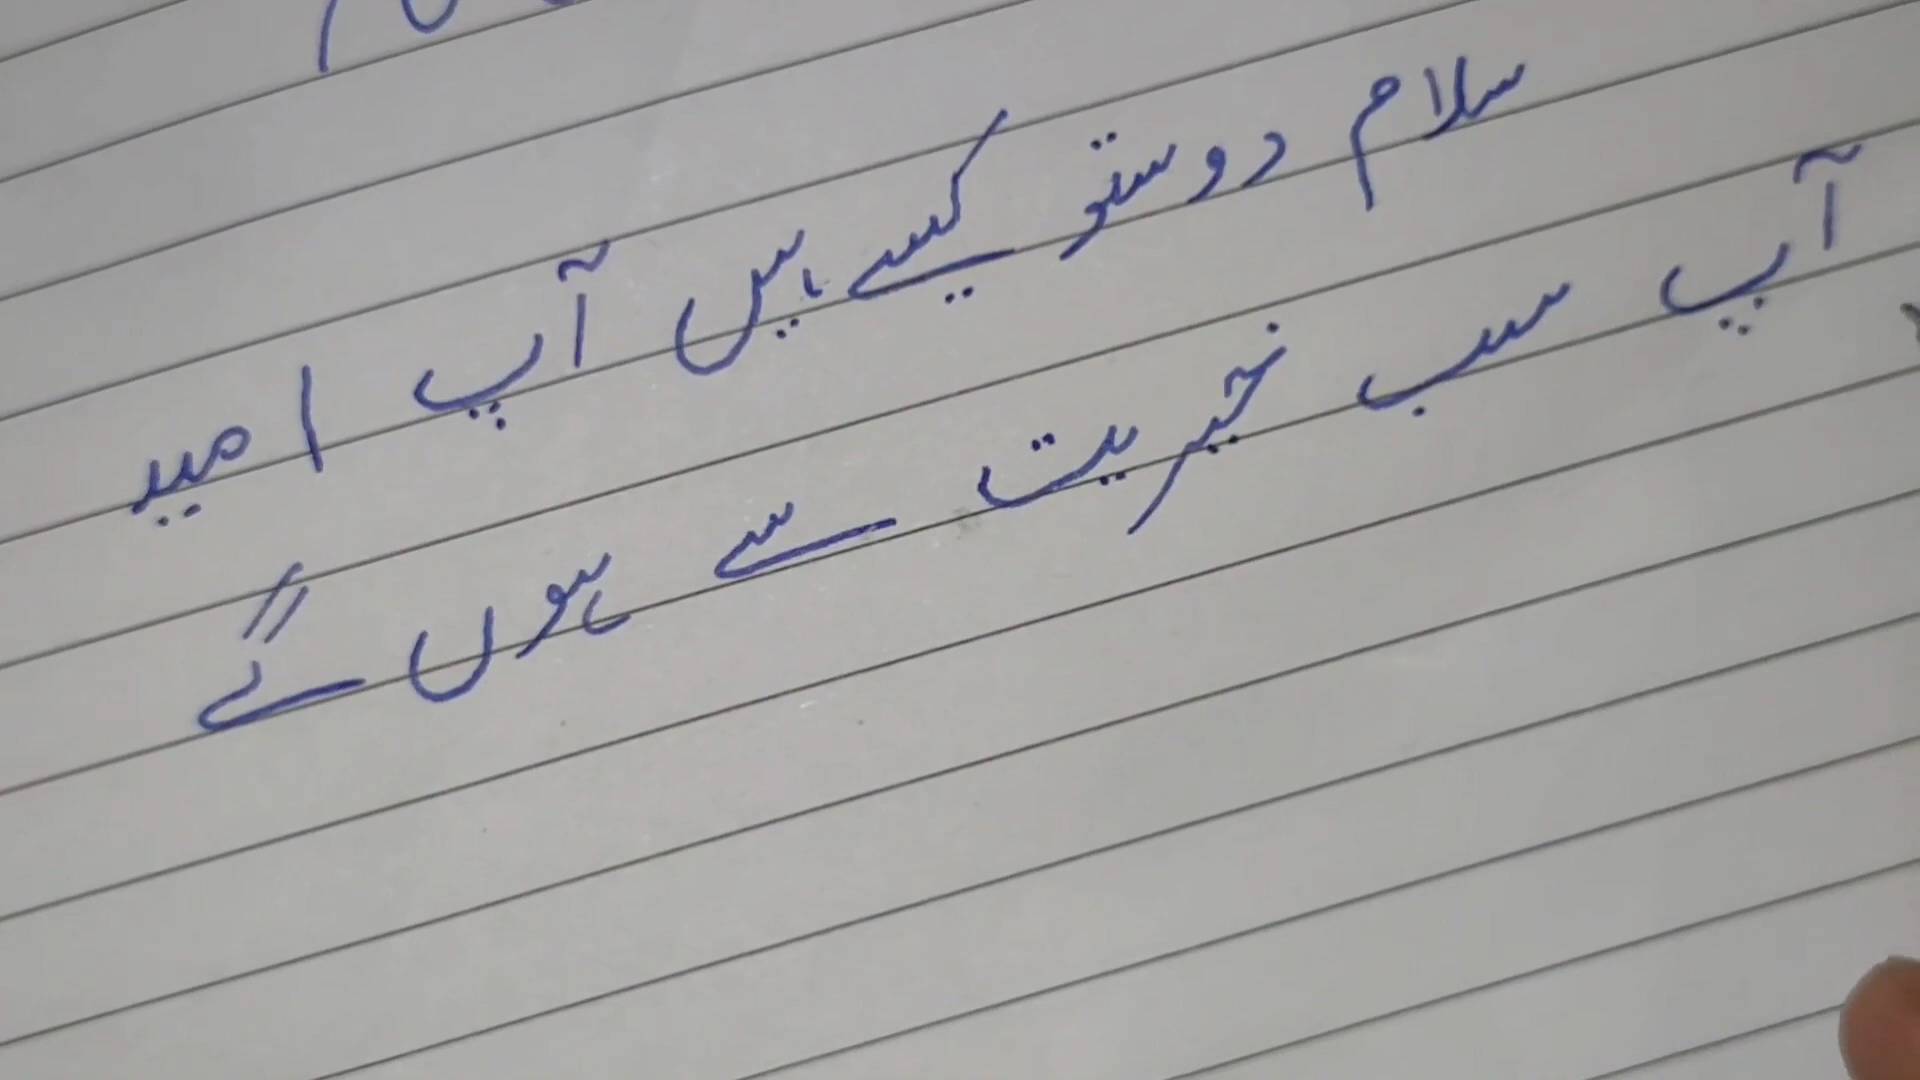 سلام دوستو کیسے ہیں آپ امید
آپ سب خیریت سے ہوں گے